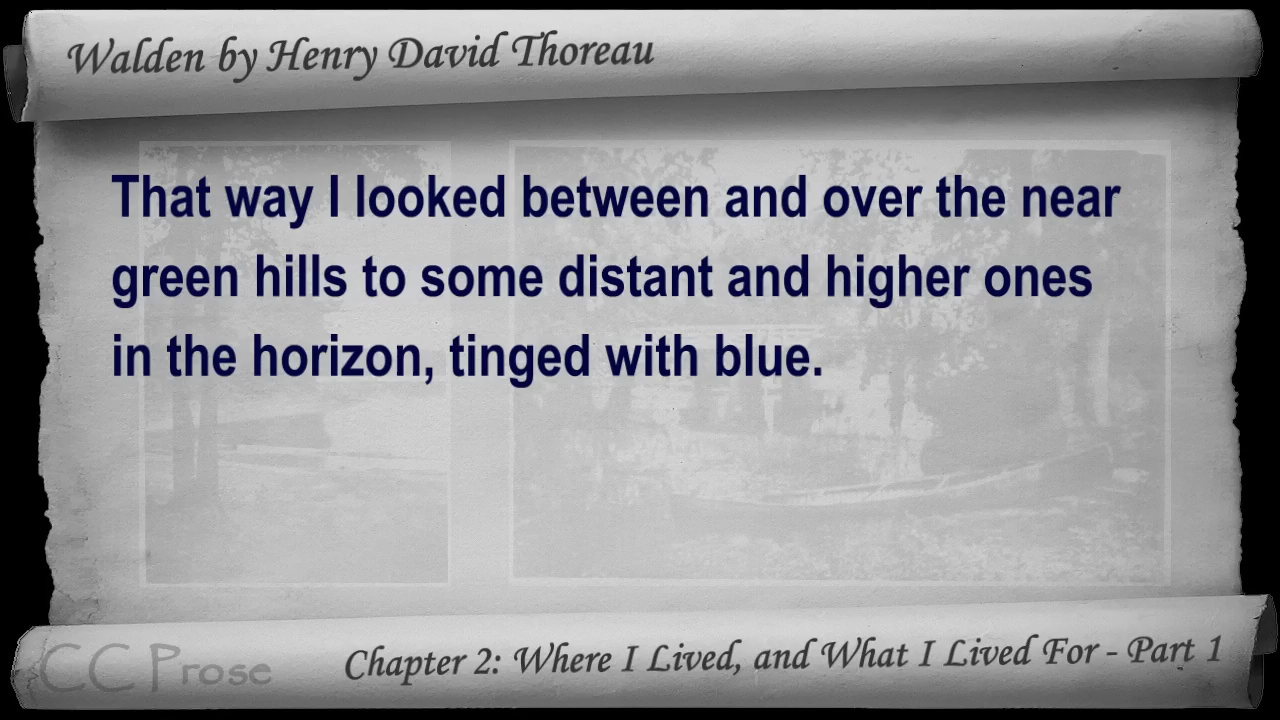 Walden by Henry David Thoreau
That way I looked between and over the near
green hills to some distant and higher ones
in the horizon, tinged with blue.
CC Prose
Chapter 2: Where I Lived, and What I Lived For - Part 1